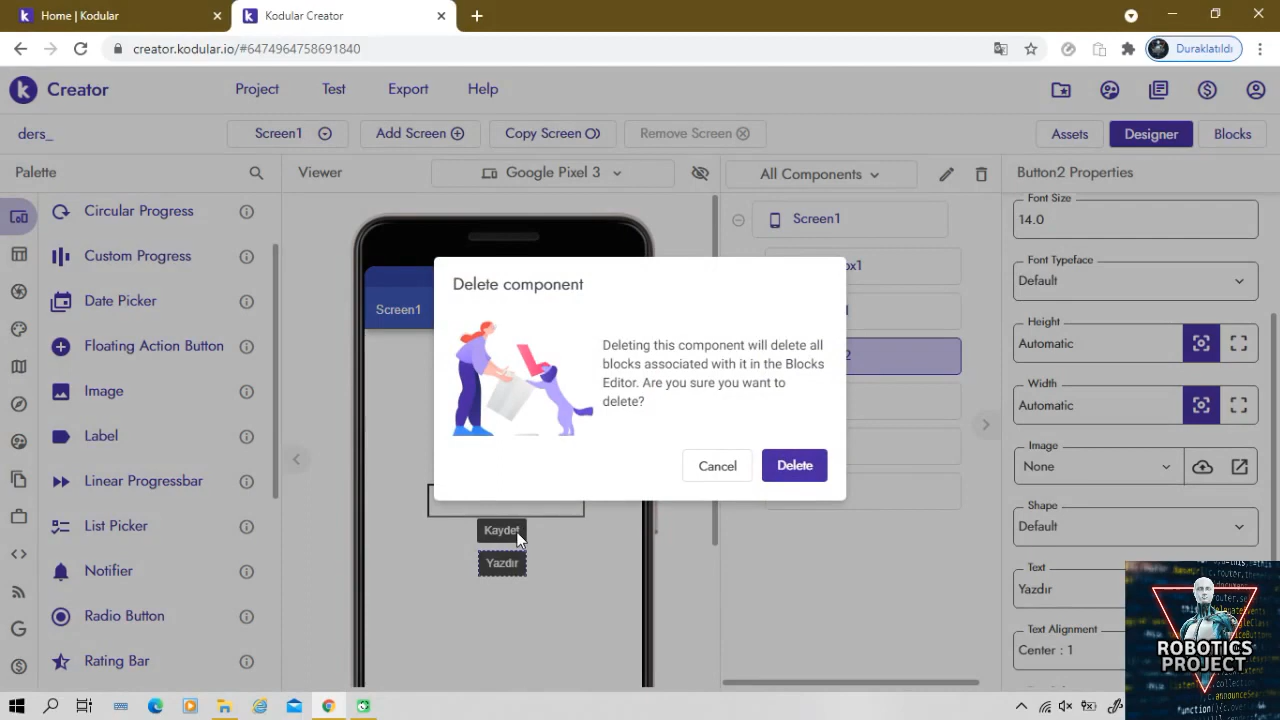 Home | Kodular
Kodular Creator
creator.kodular.io/#6474964758691840
Duraklatıldı
Creator
Project
Test
Export
Help
ders_
Screen1
Add Screen
Copy Screen
Remove Screen
Assets
Designer
Blocks
Palette
Viewer
Google Pixel 3
All Components
Button2 Properties
Circular Progress
Custom Progress
Date Picker
Floating Action Button
Image
Label
Linear Progressbar
List Picker
Notifier
Radio Button
Rating Bar
Screen1
Kaydet
Yazdır
Delete component
Deleting this component will delete all
blocks associated with it in the Blocks
Editor. Are you sure you want to
delete?
Cancel
Delete
Screen1
Font Size
14.0
Font Typeface
Default
Height
Automatic
Width
Automatic
Image
None
Shape
Default
Text
Yazdır
Text Alignment
Center : 1
ROBOTICS
PROJECT